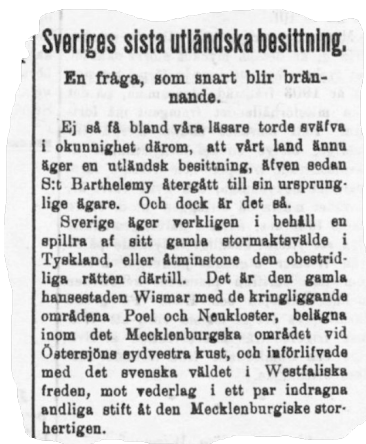 Sveriges sista utländska besittning.
En fråga, som snart blir brän-
nande.
Ej så få bland våra läsare torde sväfva
i okunnighet därom, att vårt land ännu
äger en utländsk besittning, äfven sedan
S:t Barthelemy återgått till sin ursprung-
lige ägare. Och dock är det så.
Sverige äger verkligen i behåll en
spillra af sitt gamla stormaktsvälde i
Tyskland, eller åtminstone den obestrid-
liga rätten därtill. Det är den gamla
hansestaden Wismar med de kringliggande
områdena Poel och Neukloster, belägna
inom det Mecklenburgska området vid
Östersjöns sydvestra kust, och införlifvade
med det svenska väldet i Westfaliska
freden, mot vederlag i ett par indragna
andliga stift åt den Mecklenburgiske stor-
hertigen.